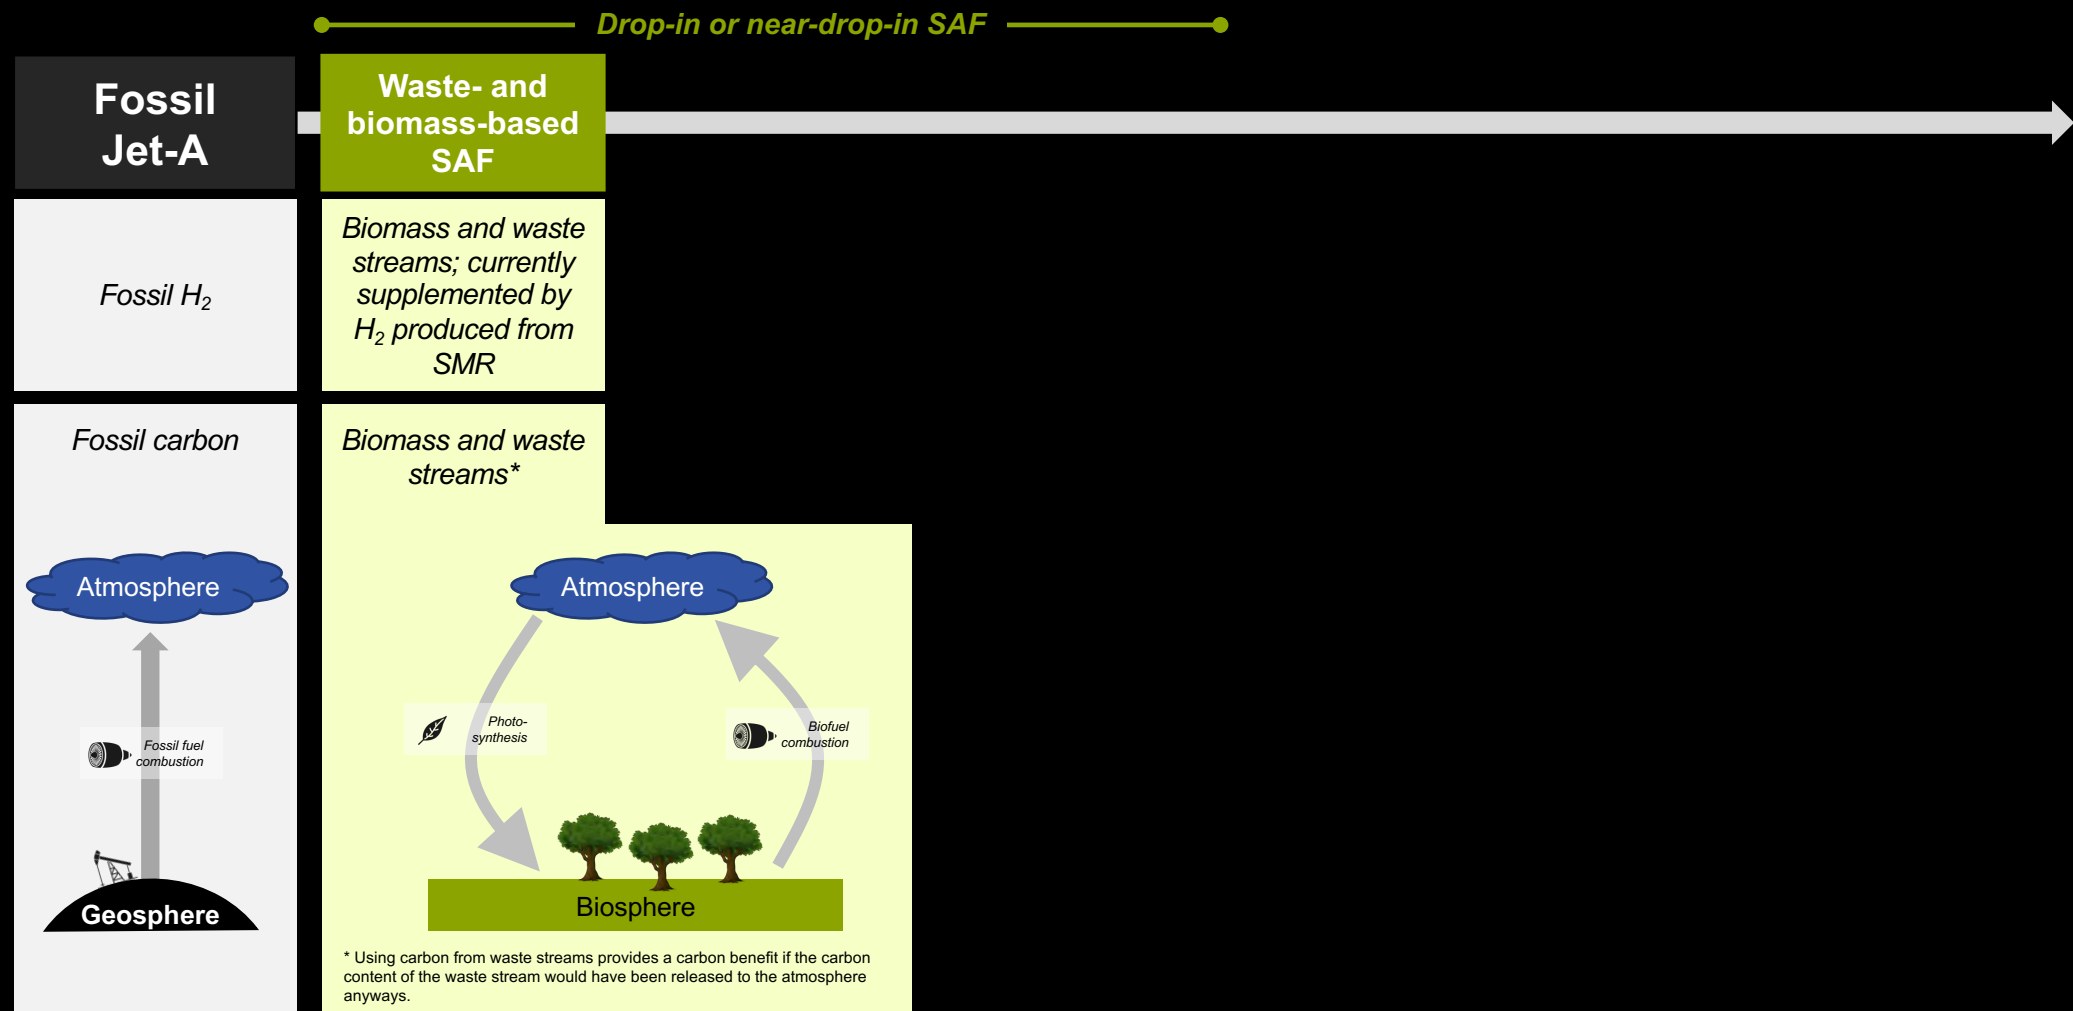 Drop-in or near-drop-in SAF
Fossil
Jet-A
Waste- and
biomass-based
SAF
Fossil H₂
Biomass and waste
streams; currently
supplemented by
H₂ produced from
SMR
Fossil carbon
Biomass and waste
streams*
Atmosphere
Fossil fuel
combustion
Geosphere
Atmosphere
Photo-
synthesis
Biofuel
combustion
Biosphere
* Using carbon from waste streams provides a carbon benefit if the carbon
content of the waste stream would have been released to the atmosphere
anyways.